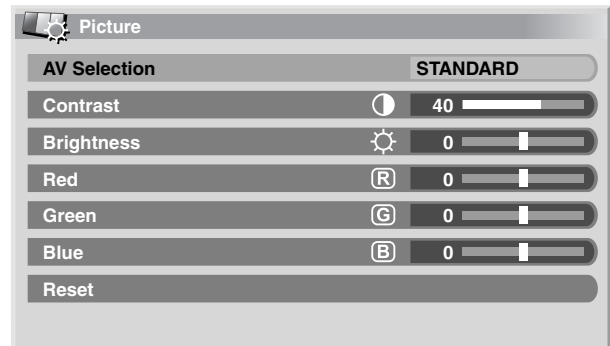 Picture
AV Selection STANDARD
Contrast 40
Brightness 0
Red R 0
Green G 0
Blue B 0
Reset